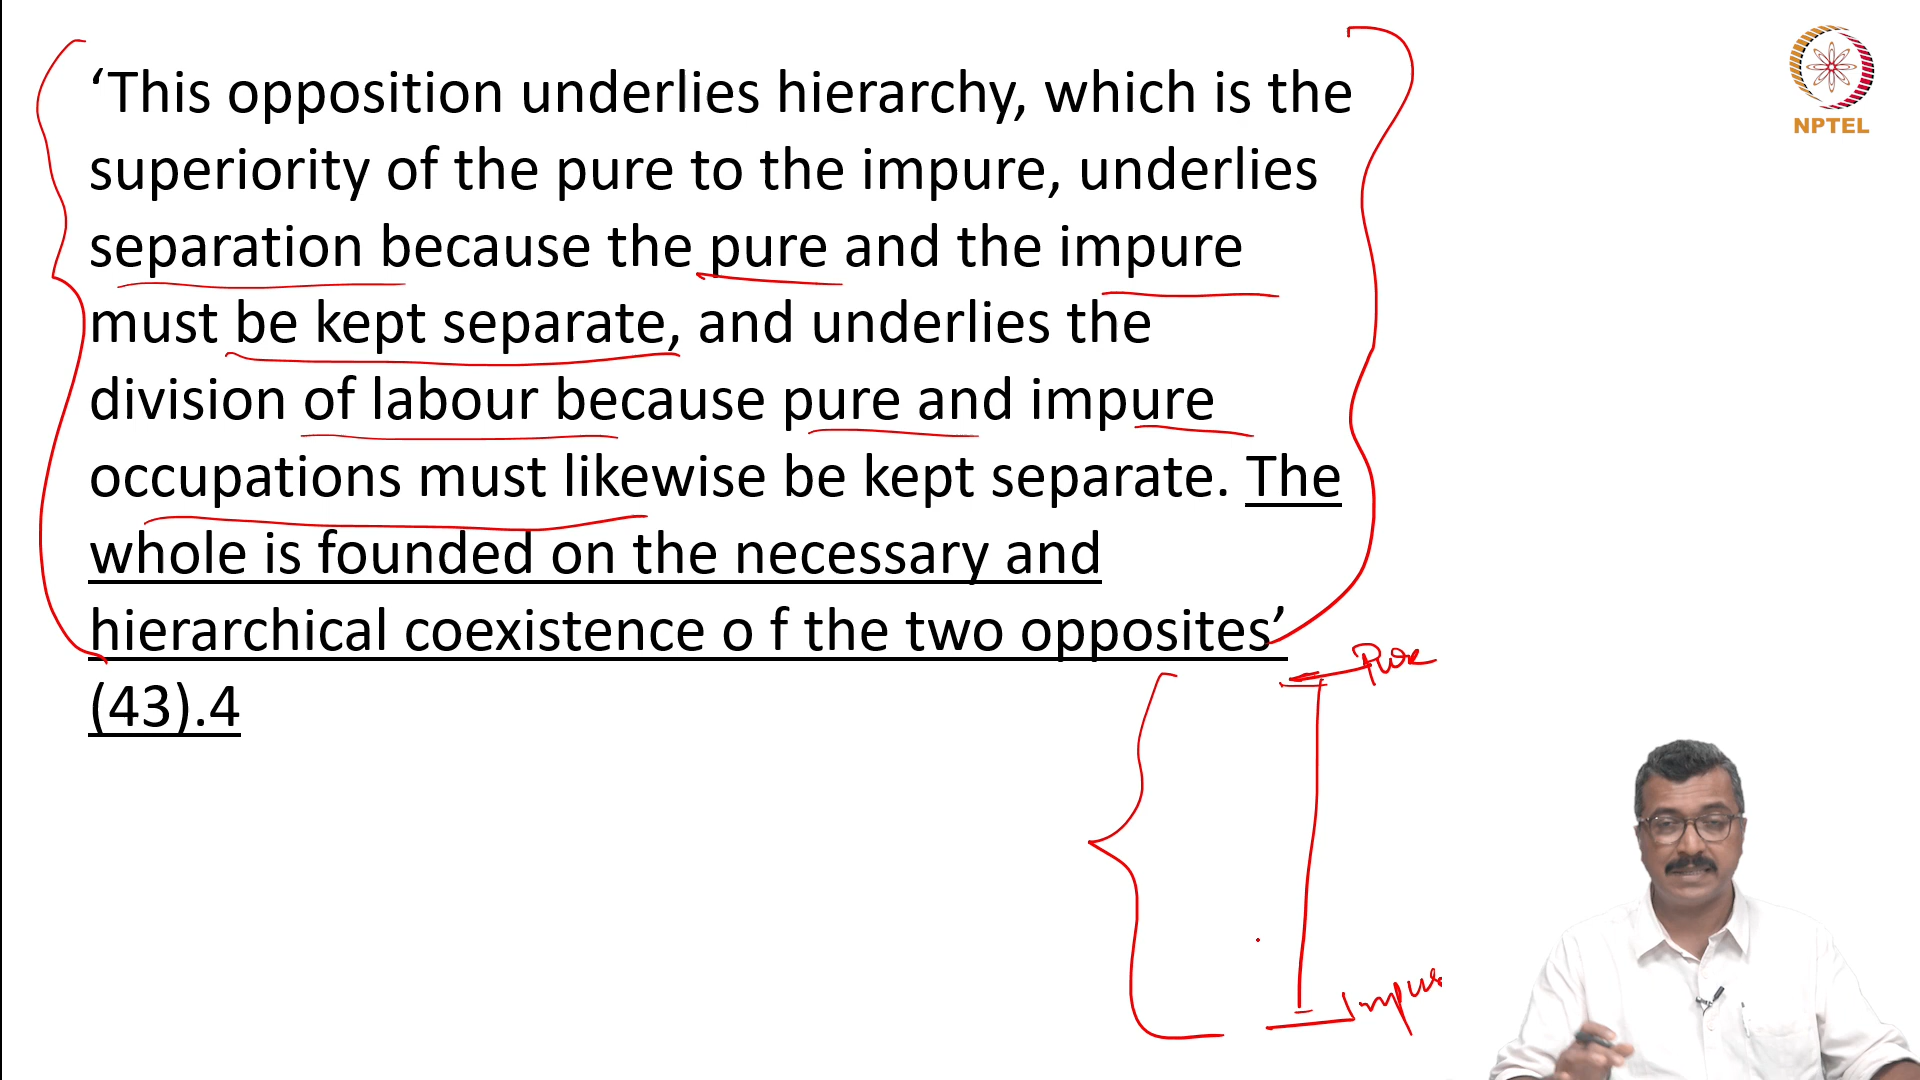 ‘This opposition underlies hierarchy, which is the
superiority of the pure to the impure, underlies
separation because the pure and the impure
must be kept separate, and underlies the
division of labour because pure and impure
occupations must likewise be kept separate. The
whole is founded on the necessary and
hierarchical coexistence o f the two opposites’
(43).4
NPTEL
Pure
Impure